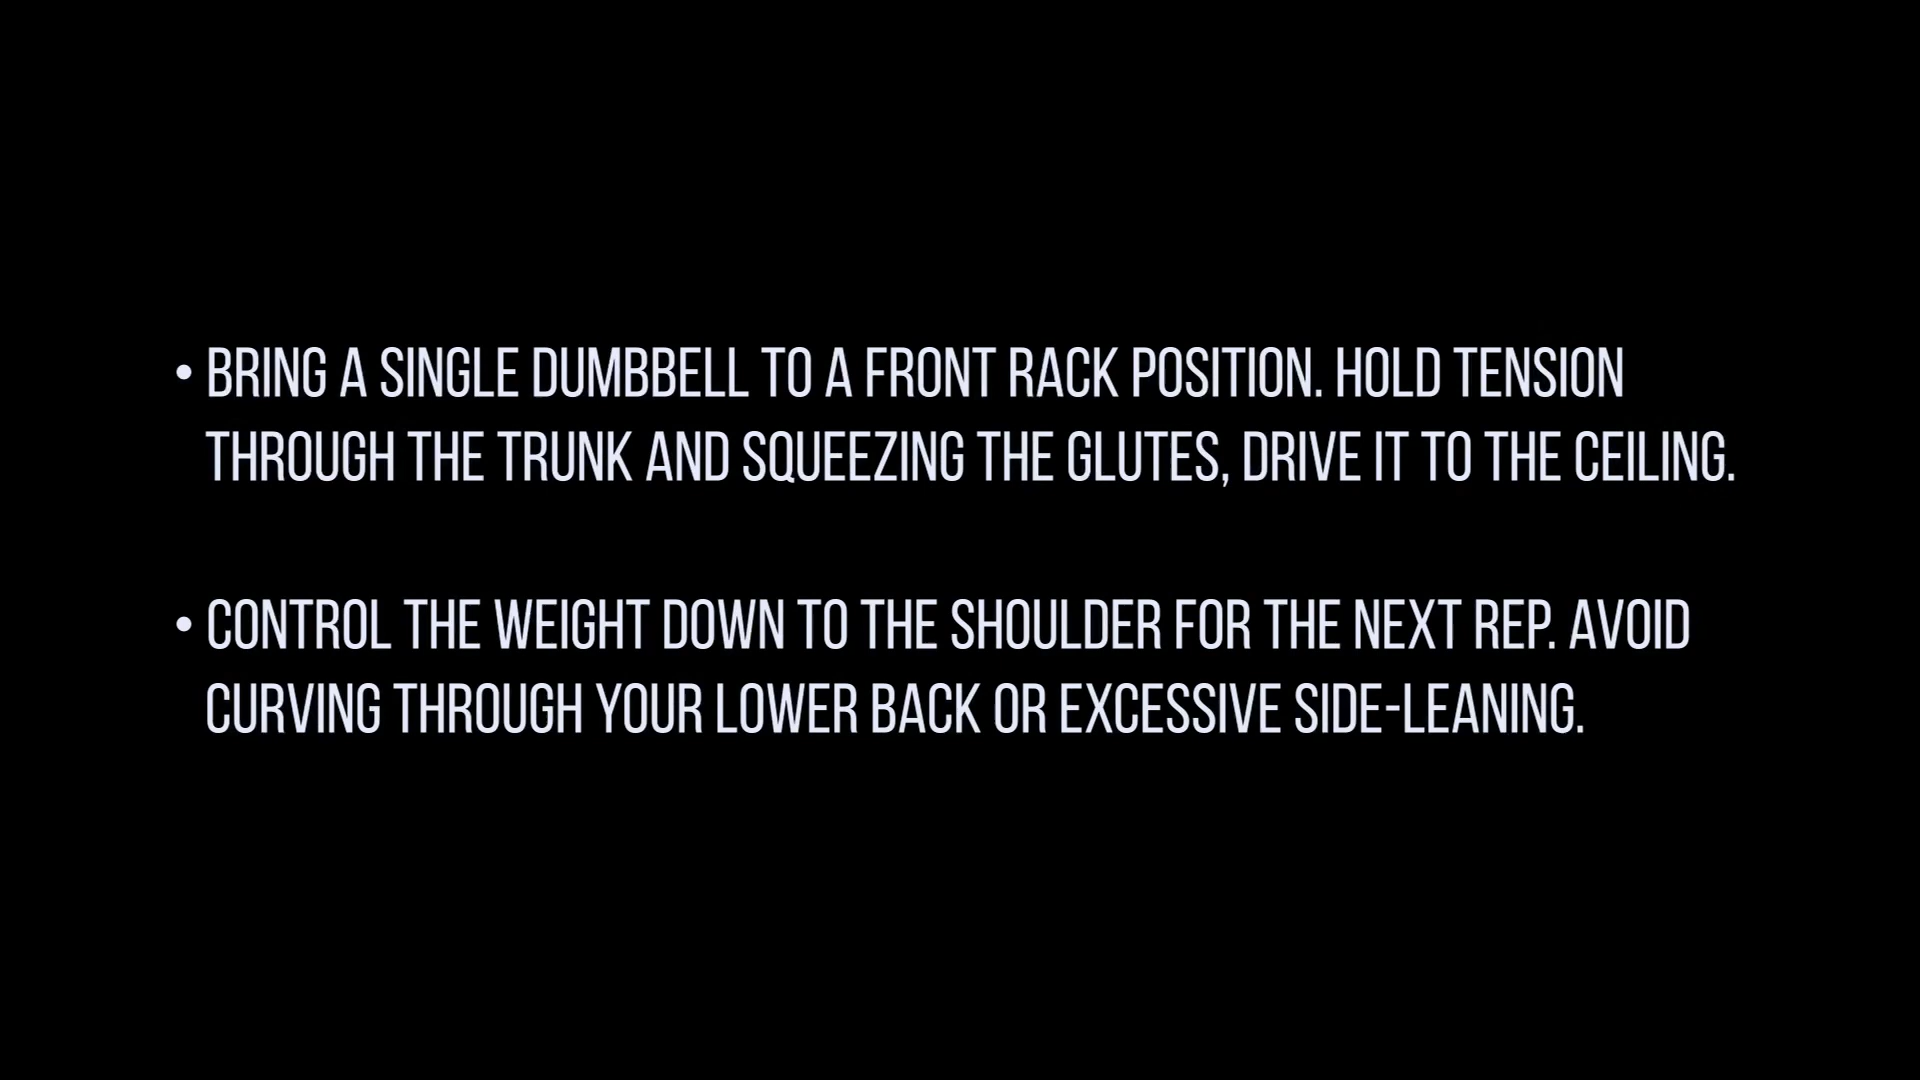 • BRING A SINGLE DUMBBELL TO A FRONT RACK POSITION. HOLD TENSION
THROUGH THE TRUNK AND SQUEEZING THE GLUTES, DRIVE IT TO THE CEILING.
• CONTROL THE WEIGHT DOWN TO THE SHOULDER FOR THE NEXT REP. AVOID
CURVING THROUGH YOUR LOWER BACK OR EXCESSIVE SIDE-LEANING.